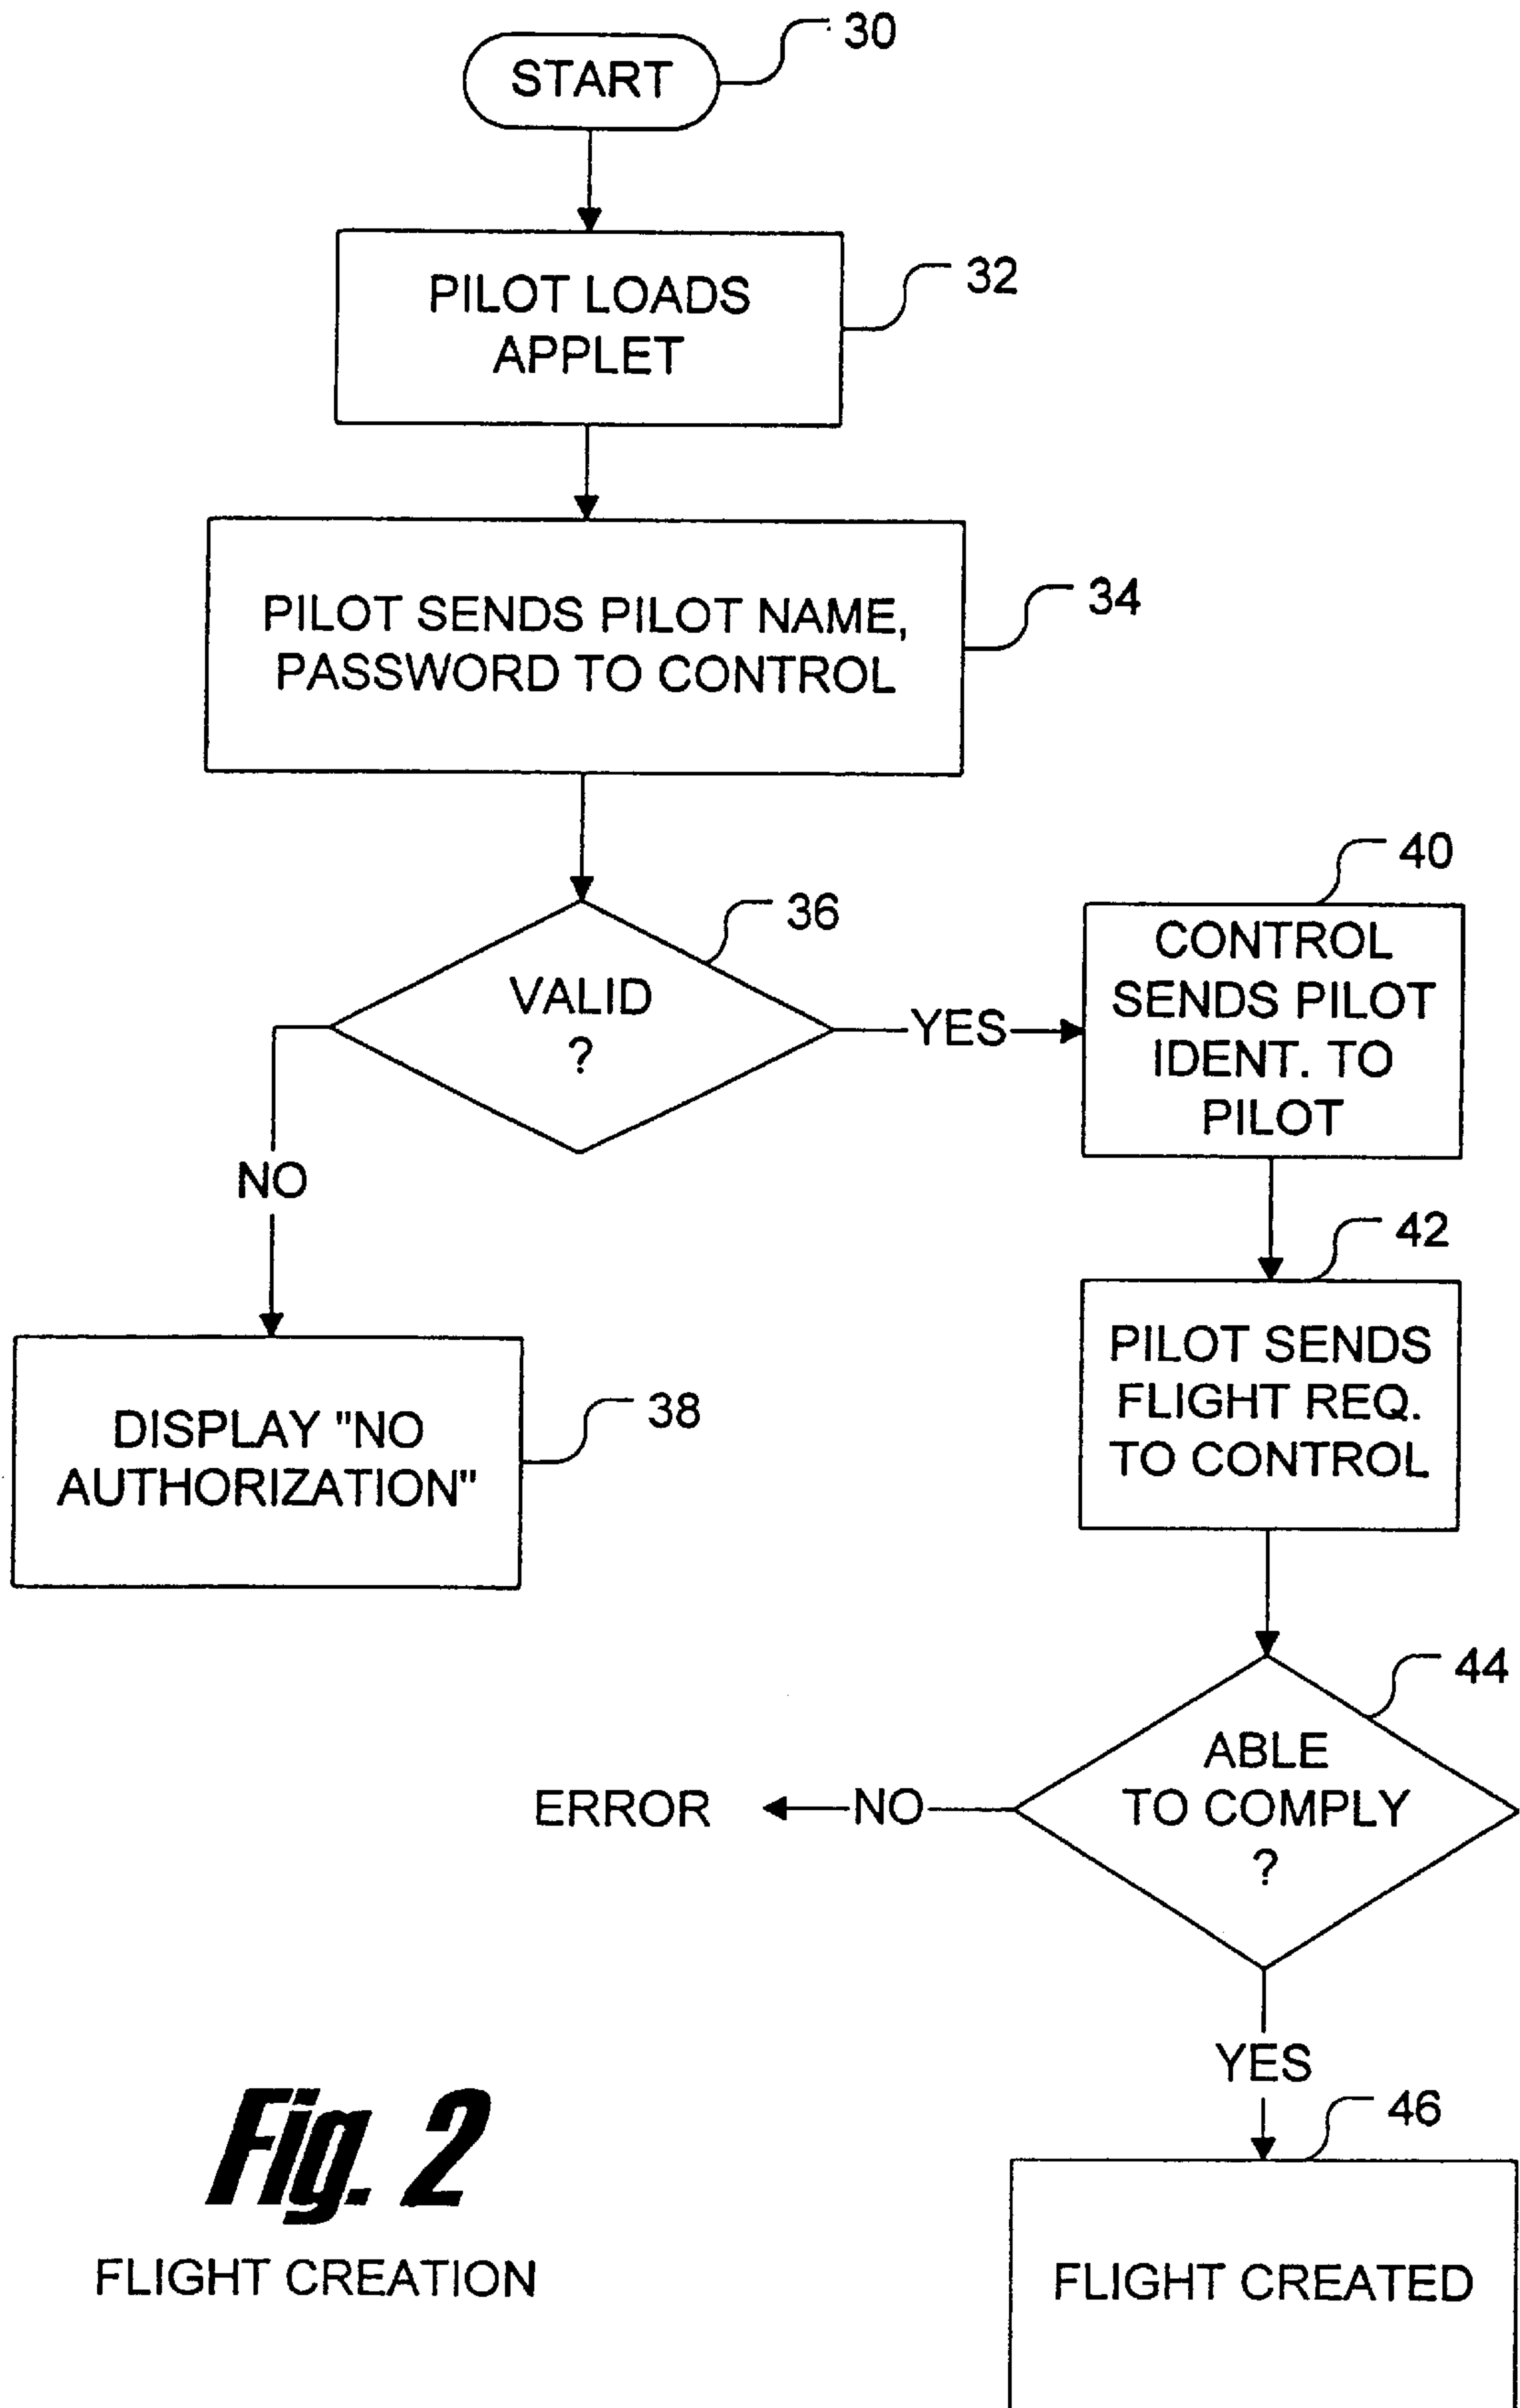 30
START
32
PILOT LOADS
APPLET
34
PILOT SENDS PILOT NAME,
PASSWORD TO CONTROL
36
VALID
?
YES
NO
38
DISPLAY "NO
AUTHORIZATION"
40
CONTROL
SENDS PILOT
IDENT. TO
PILOT
42
PILOT SENDS
FLIGHT REQ.
TO CONTROL
44
ABLE
TO COMPLY
?
NO
ERROR
YES
46
FLIGHT CREATED
Fig. 2
FLIGHT CREATION